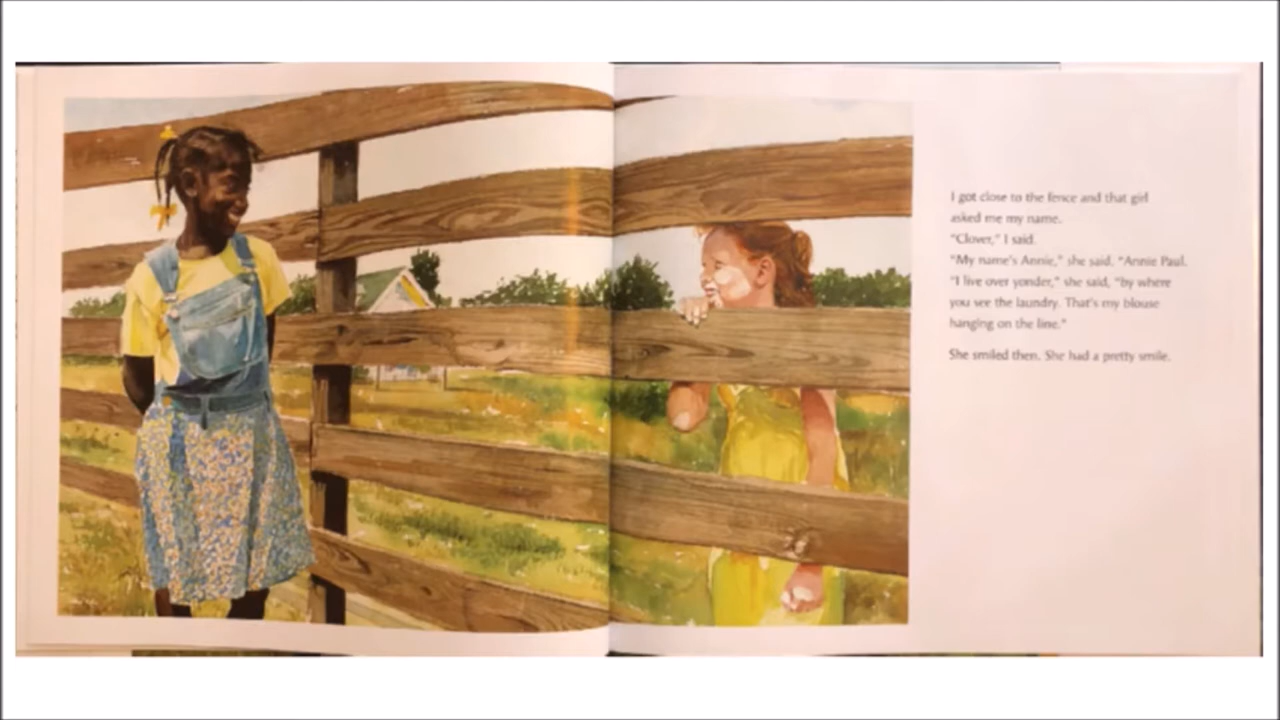 I got close to the fence and that girl
asked me my name.
"Clover," I said.
"My name's Annie," she said, "Annie Paul.
"I live over yonder," she said, "by where
you see the laundry. That's my blouse
hanging on the line."
She smiled then. She had a pretty smile.